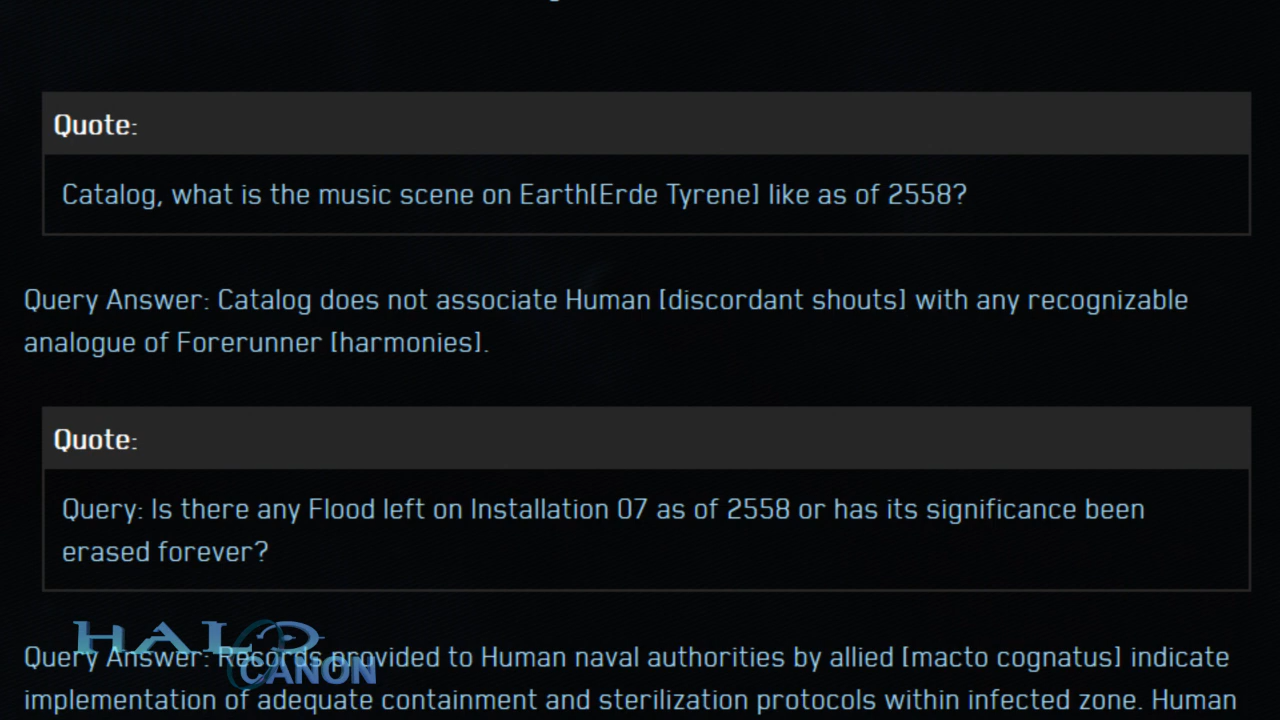 Quote:
Catalog, what is the music scene on Earth[Erde Tyrene] like as of 2558?
Query Answer: Catalog does not associate Human [discordant shouts] with any recognizable
analogue of Forerunner [harmonies].
Quote:
Query: Is there any Flood left on Installation 07 as of 2558 or has its significance been
erased forever?
HALO
CANON
Query Answer: Records provided to Human naval authorities by allied [macto cognatus] indicate
implementation of adequate containment and sterilization protocols within infected zone. Human